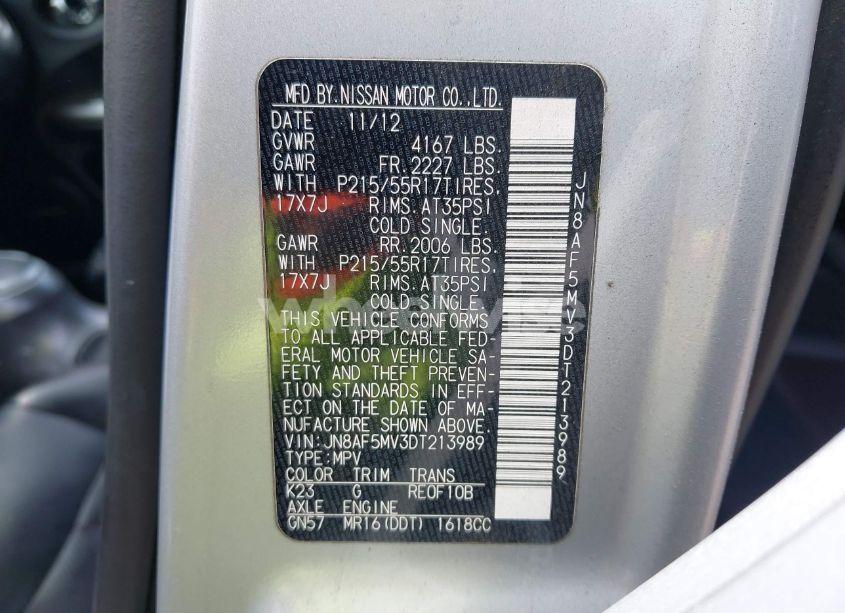 MFD BY.NISSAN MOTOR CO.,LTD.
DATE 11/12
GVWR 4167 LBS.
GAWR FR.2227 LBS.
WITH P215/55R17TIRES.
17X7J RIMS.AT35PSI
COLD SINGLE.
GAWR RR.2006 LBS.
WITH P215/55R17TIRES.
17X7J RIMS.AT35PSI
COLD SINGLE.
THIS VEHICLE CONFORMS
TO ALL APPLICABLE FED-
ERAL MOTOR VEHICLE SA-
FETY AND THEFT PREVEN-
TION STANDARDS IN EFF-
ECT ON THE DATE OF MA-
NUFACTURE SHOWN ABOVE.
VIN:JN8AF5MV3DT213989
TYPE:MPV
COLOR TRIM TRANS
K23 G RE0F10B
AXLE ENGINE
GN57 MR16(DDT) 1618CC
JN8AF5MV3DT213989